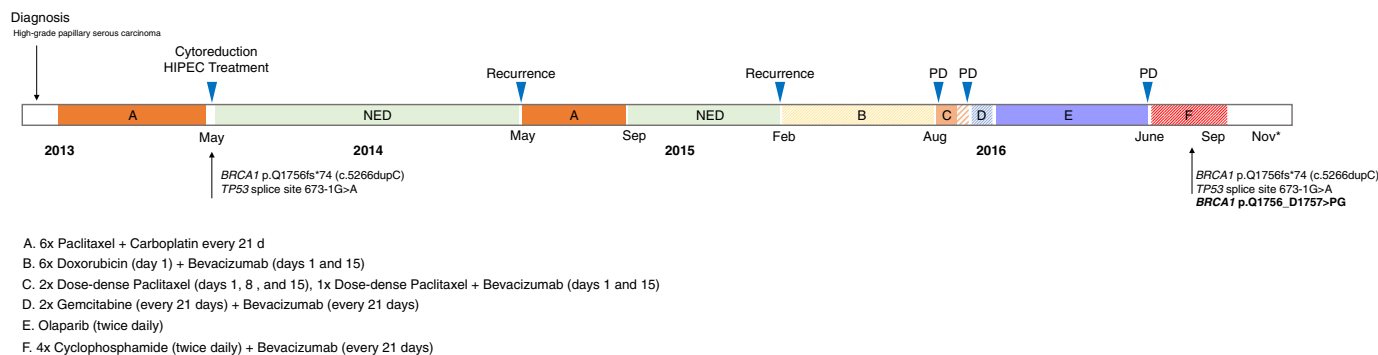 Diagnosis
High-grade papillary serous carcinoma
Cytoreduction
HIPEC Treatment
Recurrence
Recurrence
PD
PD
PD
A
NED
A
NED
B
C
D
E
F
May
May
Sep
Feb
Aug
June
Sep
Nov*
2013
2014
2015
2016
BRCA1 p.Q1756fs*74 (c.5266dupC)
TP53 splice site 673-1G>A
BRCA1 p.Q1756fs*74 (c.5266dupC)
TP53 splice site 673-1G>A
BRCA1 p.Q1756_D1757>PG
A. 6x Paclitaxel + Carboplatin every 21 d
B. 6x Doxorubicin (day 1) + Bevacizumab (days 1 and 15)
C. 2x Dose-dense Paclitaxel (days 1, 8 , and 15), 1x Dose-dense Paclitaxel + Bevacizumab (days 1 and 15)
D. 2x Gemcitabine (every 21 days) + Bevacizumab (every 21 days)
E. Olaparib (twice daily)
F. 4x Cyclophosphamide (twice daily) + Bevacizumab (every 21 days)